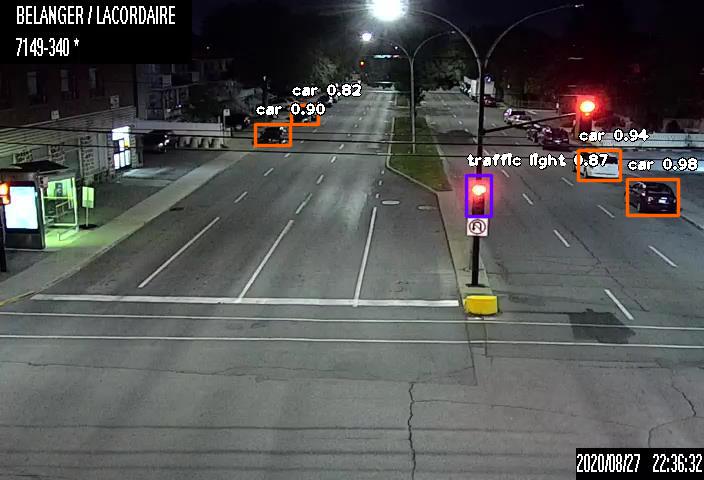 BELANGER / LACORDAIRE
7149-340 *
car 0.82
car 0.90
car 0.94
traffic light 0.87
car 0.98
2020/08/27 22:36:32